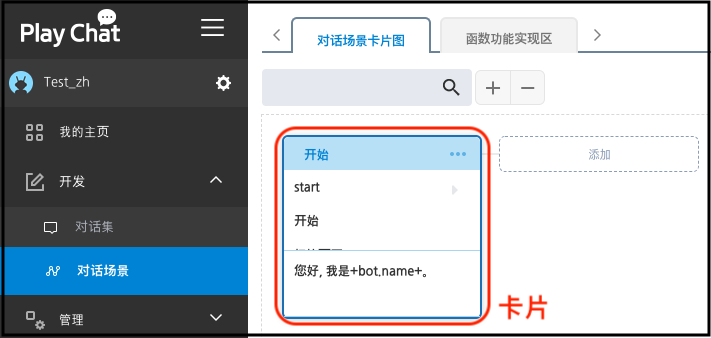 Play Chat
Test_zh
我的主页
开发
对话集
对话场景
管理
对话场景卡片图
函数功能实现区
开始
添加
start
开始
您好, 我是+bot.name+。
卡片